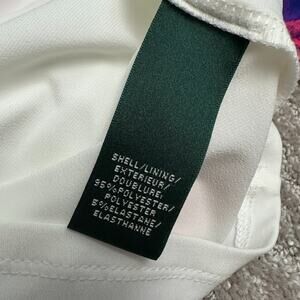 SHELL/LINING/
EXTERIEUR/
DOUBLURE:
95%POLYESTER/
POLYESTER
5%ELASTANE/
ELASTHANNE